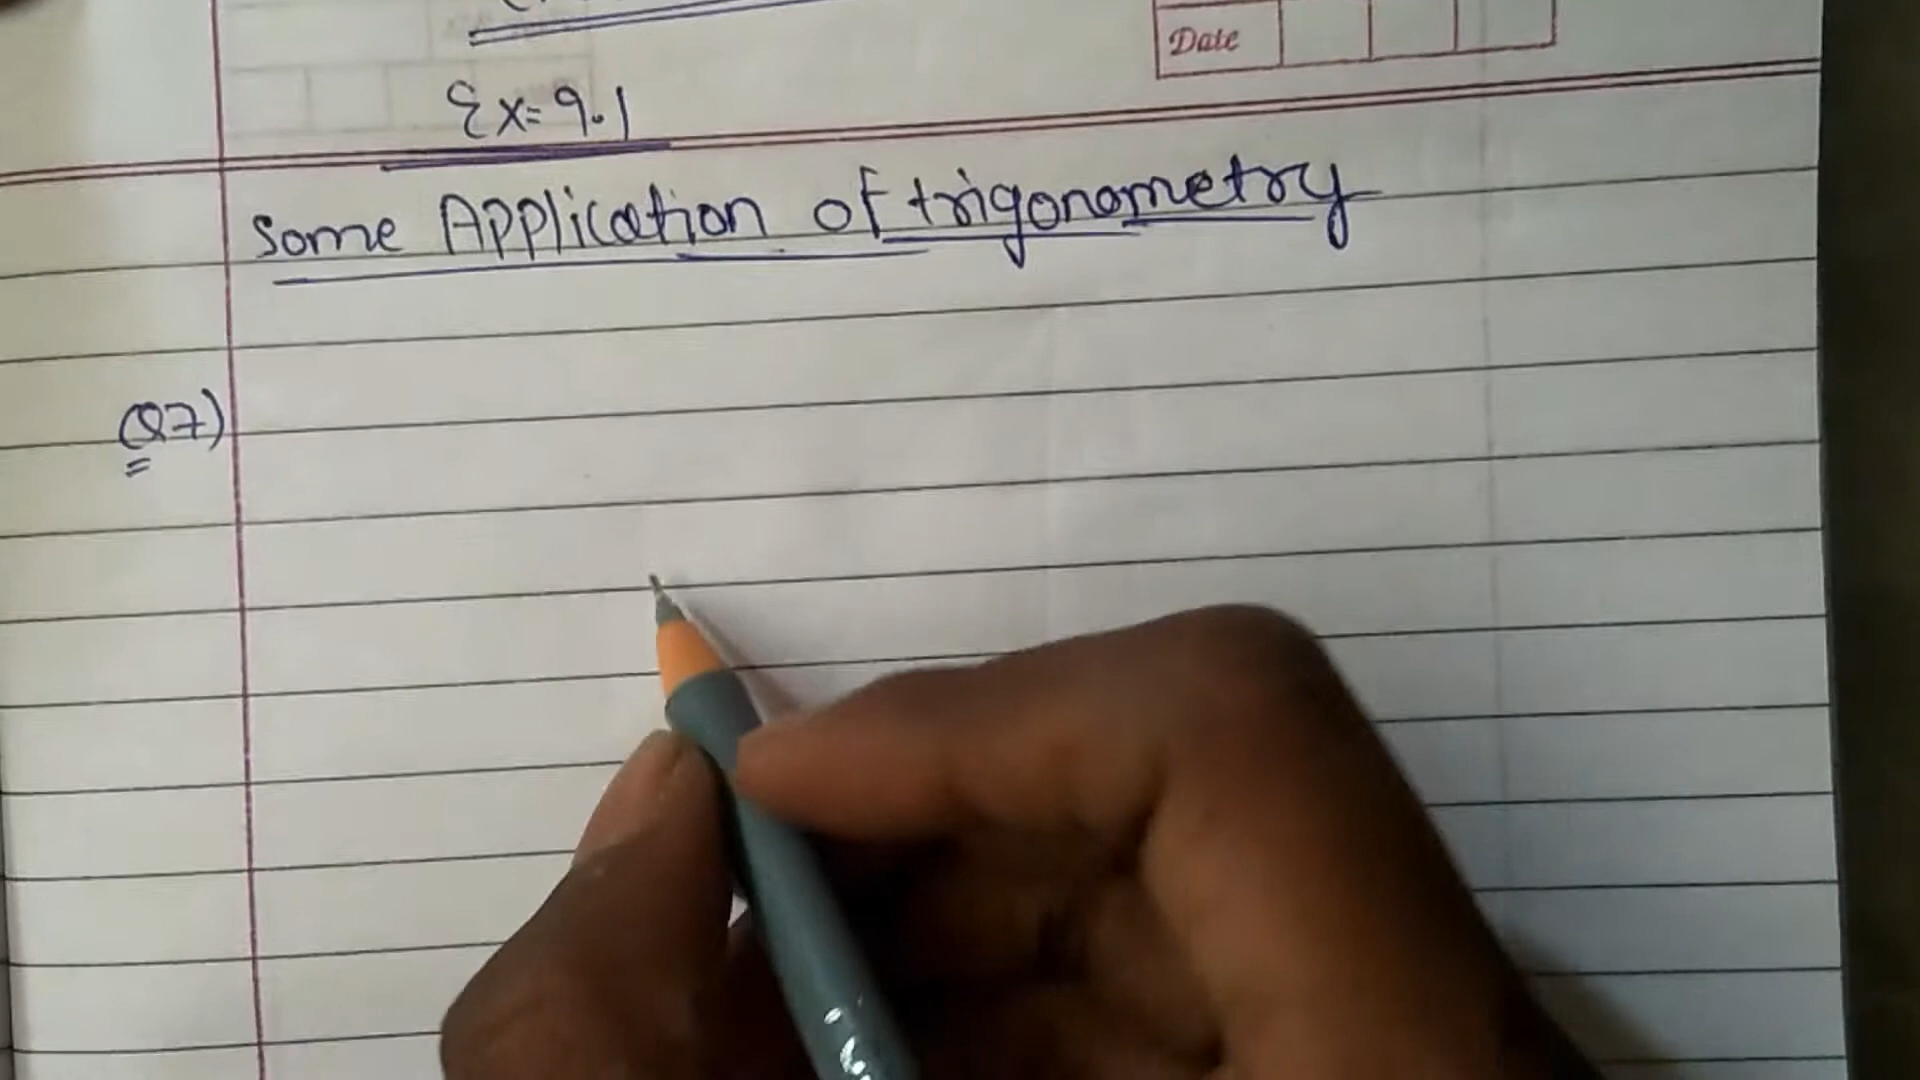 Date
Ex=9.1
Some Application of trigonometry
Q7)